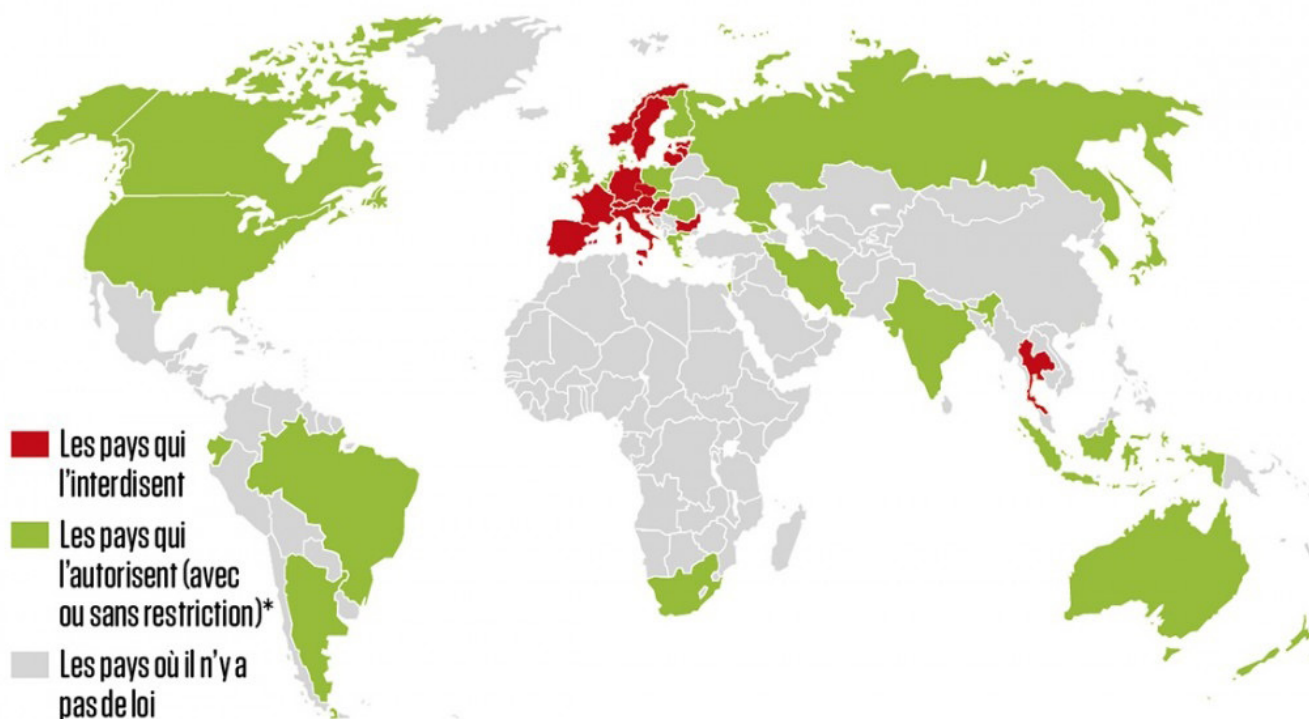 Les pays qui
l'interdisent
Les pays qui
l'autorisent (avec
ou sans restriction)*
Les pays où il n'y a
pas de loi